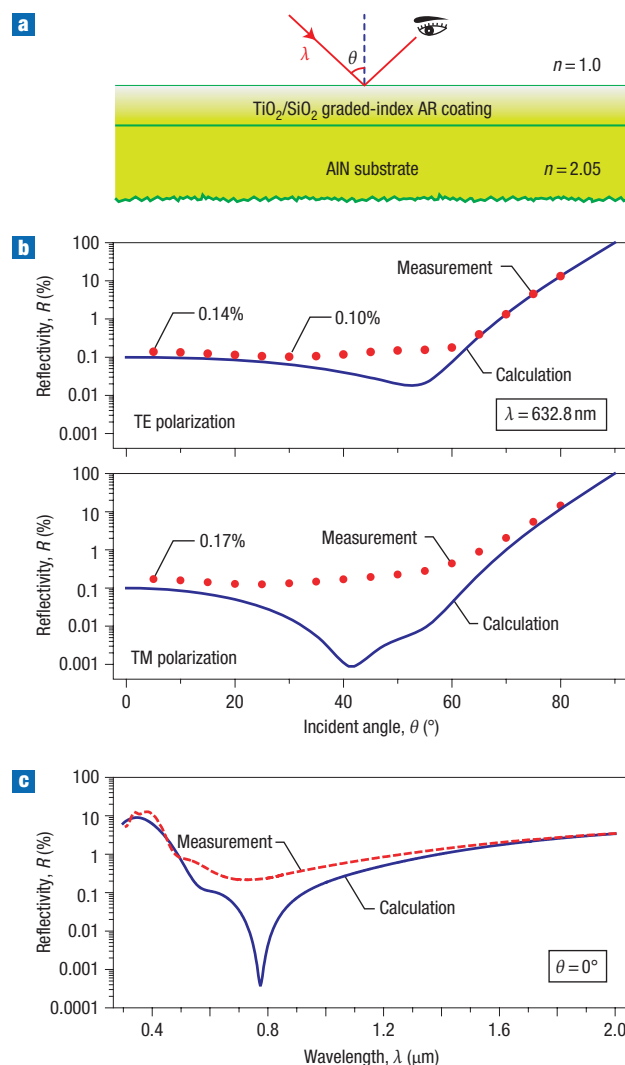 a
λ
θ
n = 1.0
TiO₂/SiO₂ graded-index AR coating
AlN substrate
n = 2.05
b
Reflectivity, R (%)
100
10
1
0.1
0.01
0.001
0.14%
0.10%
Measurement
Calculation
TE polarization
λ = 632.8 nm
Reflectivity, R (%)
100
10
1
0.1
0.01
0.001
0.17%
Measurement
Calculation
TM polarization
0 20 40 60 80
Incident angle, θ (°)
c
Reflectivity, R (%)
100
10
1
0.1
0.01
0.001
0.0001
Measurement
Calculation
θ = 0°
0.4 0.8 1.2 1.6 2.0
Wavelength, λ (μm)